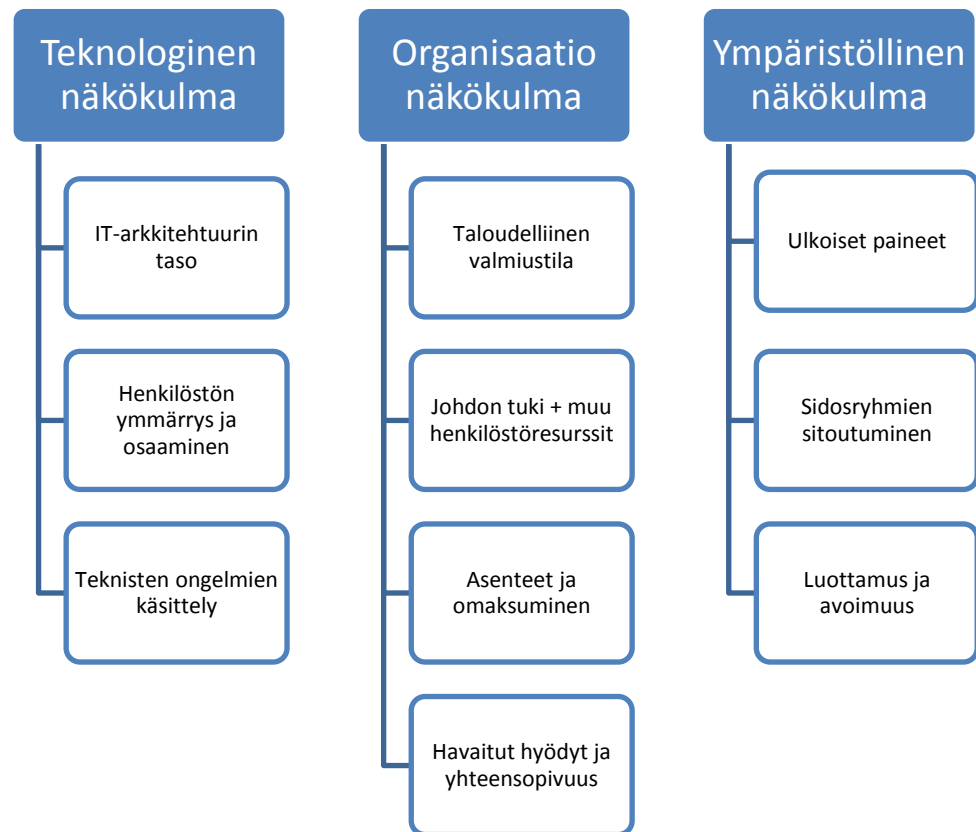 Teknologinen
näkökulma
IT-arkkitehtuurin
taso
Henkilöstön
ymmärrys ja
osaaminen
Teknisten ongelmien
käsittely
Organisaatio
näkökulma
Taloudelliinen
valmiustila
Johdon tuki + muu
henkilöstöresurssit
Asenteet ja
omaksuminen
Havaitut hyödyt ja
yhteensopivuus
Ympäristöllinen
näkökulma
Ulkoiset paineet
Sidosryhmien
sitoutuminen
Luottamus ja
avoimuus